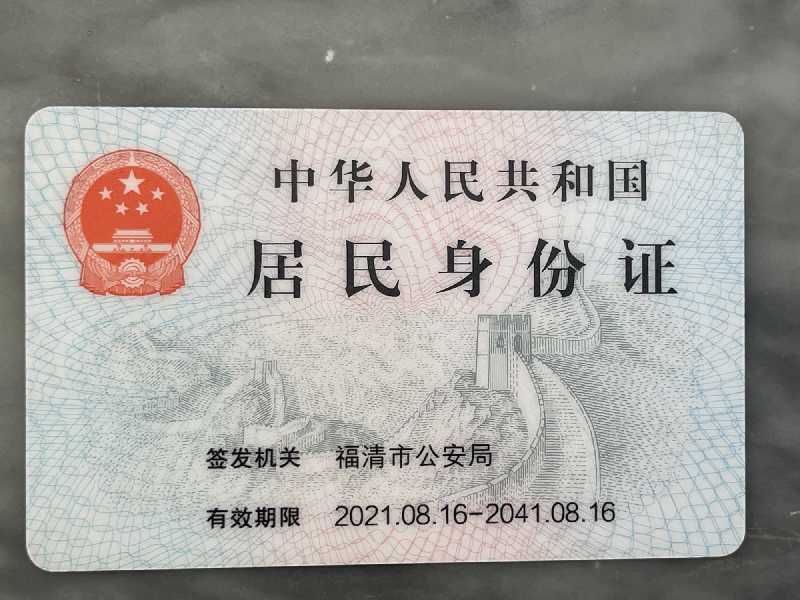 中华人民共和国
居民身份证
签发机关 福清市公安局
有效期限 2021.08.16-2041.08.16